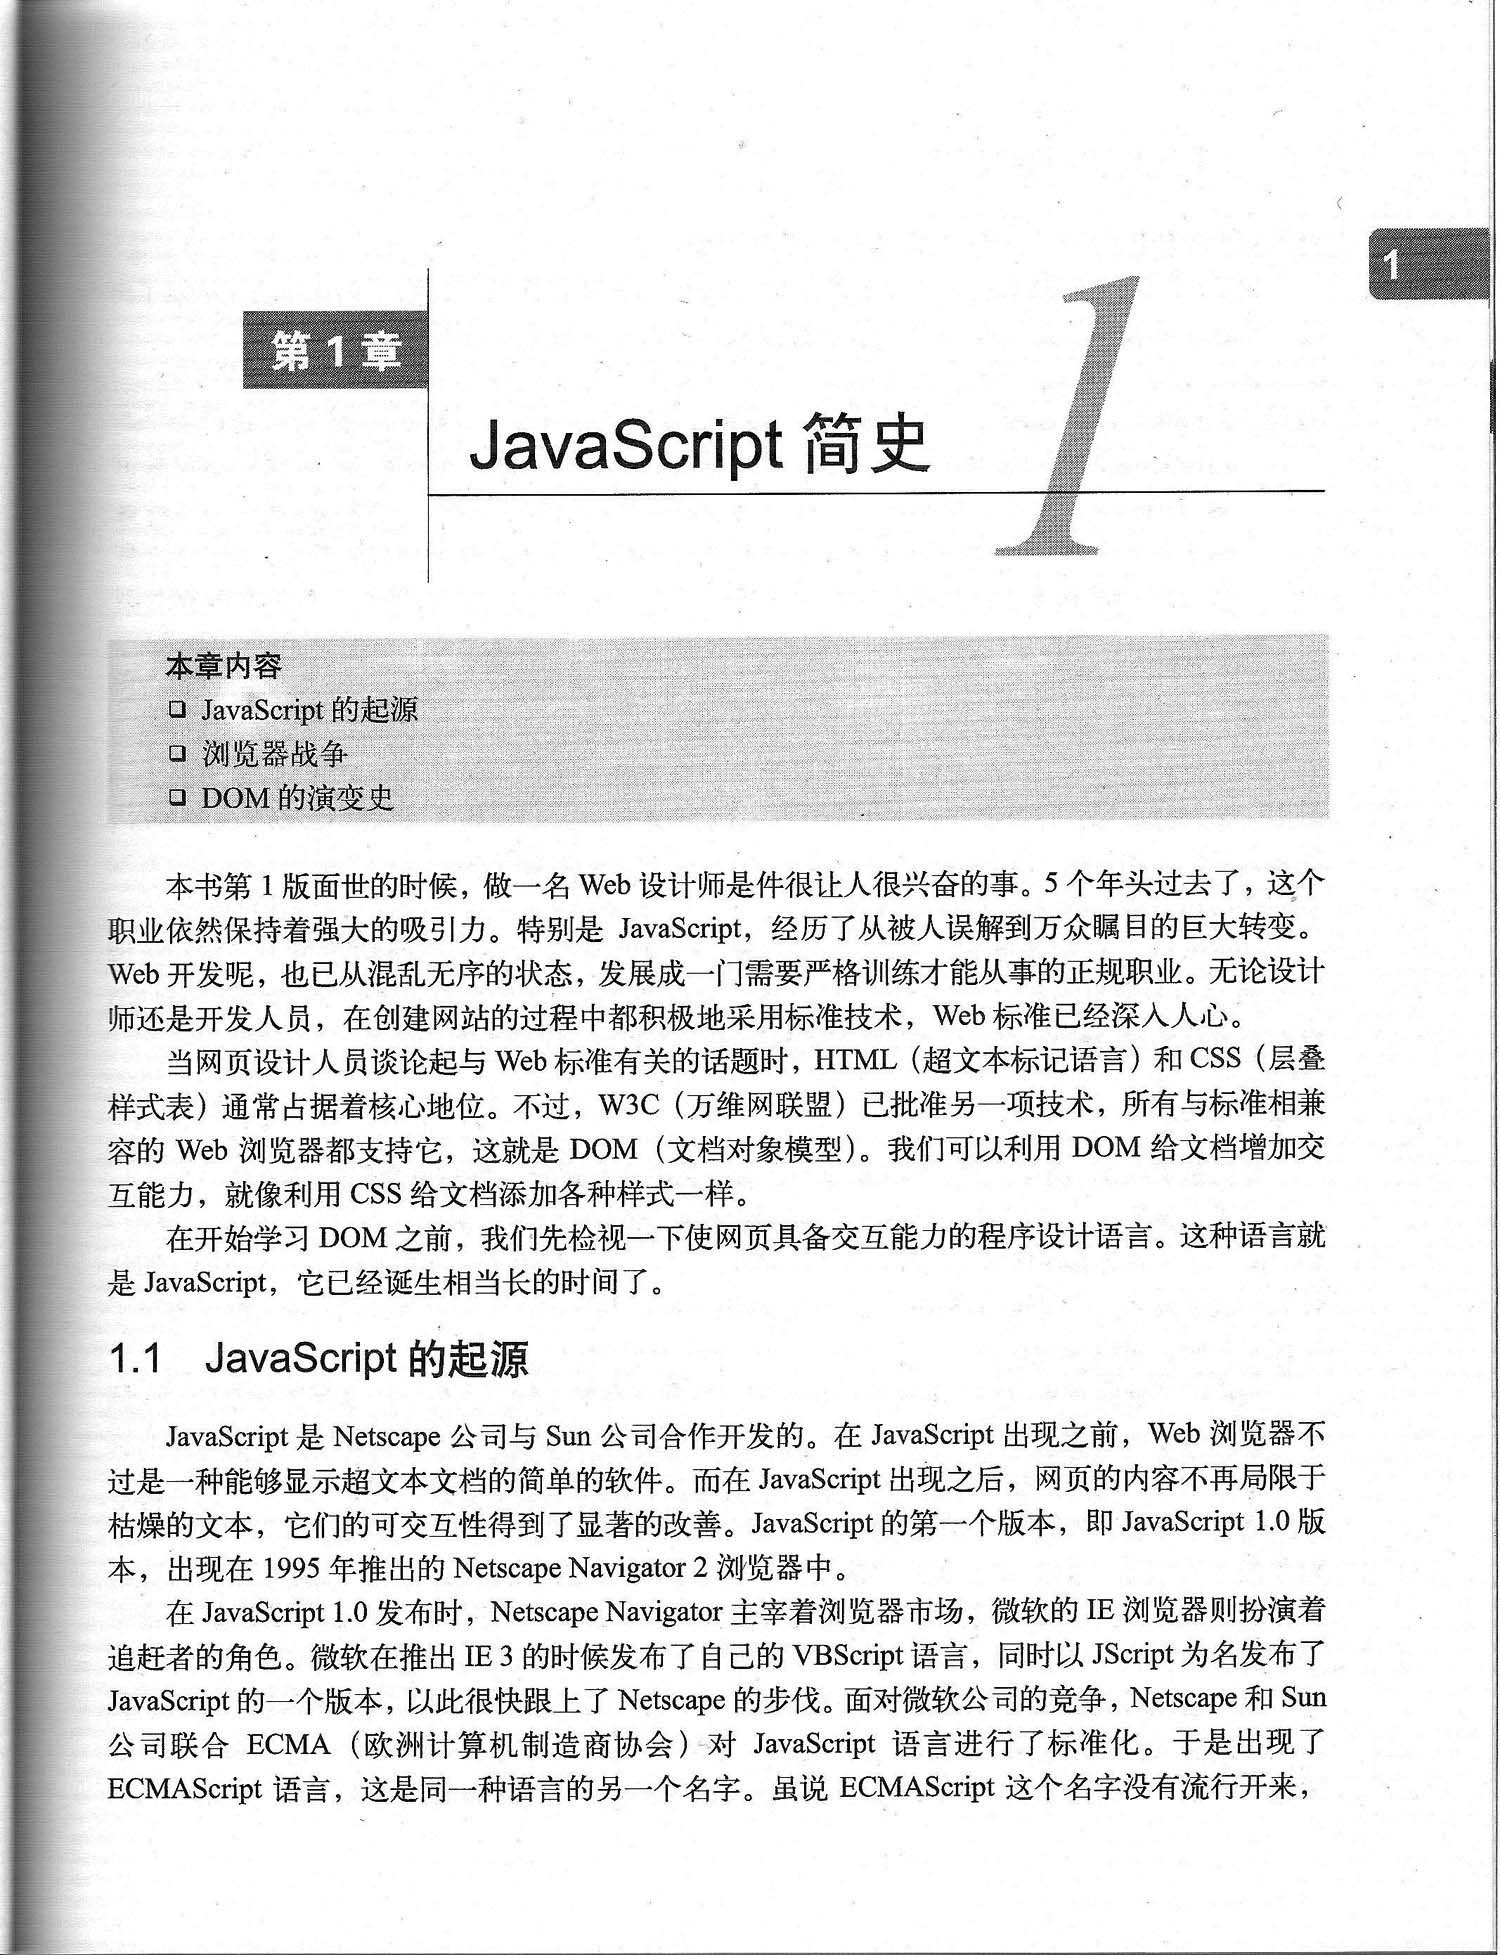 1
第1章
JavaScript 简史
1
本章内容
❑ JavaScript 的起源
❑ 浏览器战争
❑ DOM 的演变史
本书第 1 版面世的时候，做一名 Web 设计师是件很让人很兴奋的事。5 个年头过去了，这个
职业依然保持着强大的吸引力。特别是 JavaScript，经历了从被人误解到万众瞩目的巨大转变。
Web 开发呢，也已从混乱无序的状态，发展成一门需要严格训练才能从事的正规职业。无论设计
师还是开发人员，在创建网站的过程中都积极地采用标准技术，Web 标准已经深入人心。
当网页设计人员谈论起与 Web 标准有关的话题时，HTML（超文本标记语言）和 CSS（层叠
样式表）通常占据着核心地位。不过，W3C（万维网联盟）已批准另一项技术，所有与标准相兼
容的 Web 浏览器都支持它，这就是 DOM（文档对象模型）。我们可以利用 DOM 给文档增加交
互能力，就像利用 CSS 给文档添加各种样式一样。
在开始学习 DOM 之前，我们先检视一下使网页具备交互能力的程序设计语言。这种语言就
是 JavaScript，它已经诞生相当长的时间了。
1.1 JavaScript 的起源
JavaScript 是 Netscape 公司与 Sun 公司合作开发的。在 JavaScript 出现之前，Web 浏览器不
过是一种能够显示超文本文档的简单的软件。而在 JavaScript 出现之后，网页的内容不再局限于
枯燥的文本，它们的可交互性得到了显著的改善。JavaScript 的第一个版本，即 JavaScript 1.0 版
本，出现在 1995 年推出的 Netscape Navigator 2 浏览器中。
在 JavaScript 1.0 发布时，Netscape Navigator 主宰着浏览器市场，微软的 IE 浏览器则扮演着
追赶者的角色。微软在推出 IE 3 的时候发布了自己的 VBScript 语言，同时以 JScript 为名发布了
JavaScript 的一个版本，以此很快跟上了 Netscape 的步伐。面对微软公司的竞争，Netscape 和 Sun
公司联合 ECMA（欧洲计算机制造商协会）对 JavaScript 语言进行了标准化。于是出现了
ECMAScript 语言，这是同一种语言的另一个名字。虽说 ECMAScript 这个名字没有流行开来，